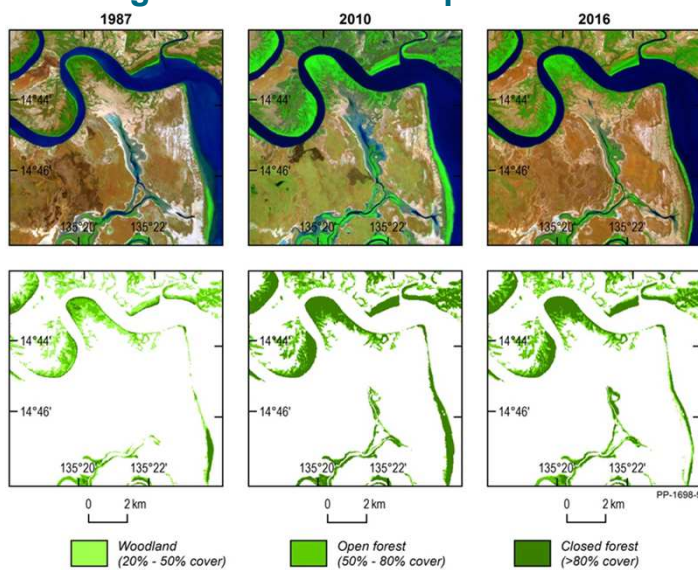 1987
2010
2016
14°44'
14°46'
135°20'
135°22'
135°20'
135°22'
135°20'
135°22'
14°44'
14°44'
14°46'
14°46'
14°44'
14°44'
14°44'
14°46'
14°46'
14°46'
135°20'
135°22'
135°20'
135°22'
135°20'
135°22'
PP-1698-
0 2 km
0 2 km
0 2 km
Woodland
(20% - 50% cover)
Open forest
(50% - 80% cover)
Closed forest
(>80% cover)